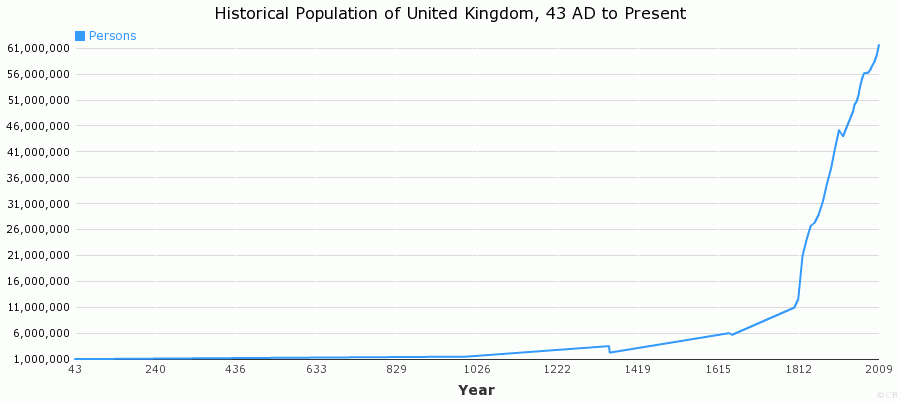 Historical Population of United Kingdom, 43 AD to Present
Persons
61,000,000
56,000,000
51,000,000
46,000,000
41,000,000
36,000,000
31,000,000
26,000,000
21,000,000
16,000,000
11,000,000
6,000,000
1,000,000
43 240 436 633 829 1026 1222 1419 1615 1812 2009
Year
© C B